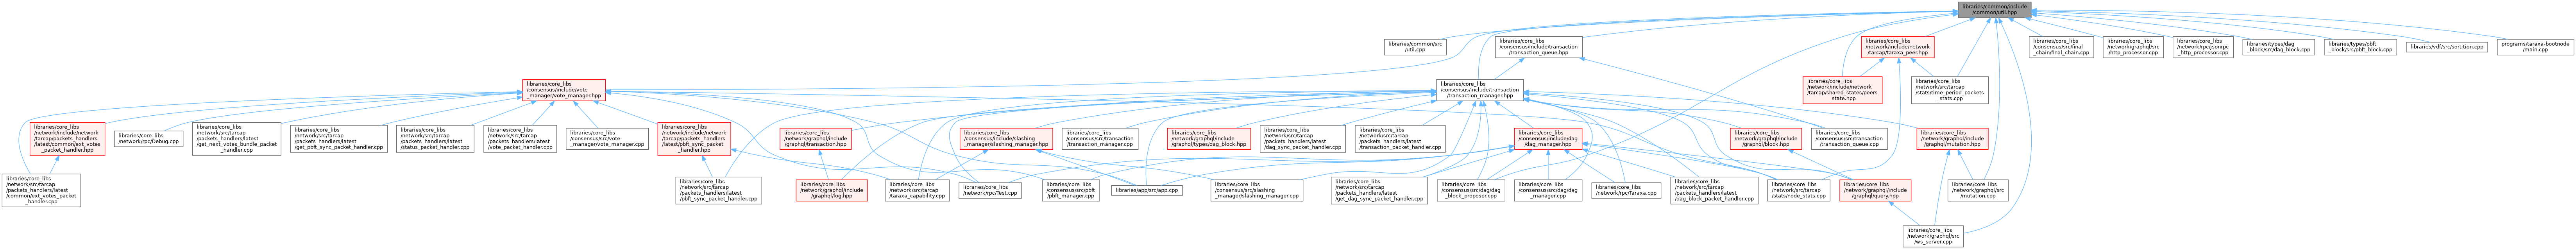 libraries/common/include
/common/util.hpp
libraries/common/src
/util.cpp
libraries/core_libs
/consensus/include/transaction
/transaction_queue.hpp
libraries/core_libs
/network/include/network
/tarcap/taraxa_peer.hpp
libraries/core_libs
/consensus/src/final
_chain/final_chain.cpp
libraries/core_libs
/network/graphql/src
/http_processor.cpp
libraries/core_libs
/network/rpc/jsonrpc
_http_processor.cpp
libraries/types/dag
_block/src/dag_block.cpp
libraries/types/pbft
_block/src/pbft_block.cpp
libraries/vdf/src/sortition.cpp
programs/taraxa-bootnode
/main.cpp
libraries/core_libs
/consensus/include/vote
_manager/vote_manager.hpp
libraries/core_libs
/consensus/include/transaction
/transaction_manager.hpp
libraries/core_libs
/network/include/network
/tarcap/shared_states/peers
_state.hpp
libraries/core_libs
/network/src/tarcap
/stats/time_period_packets
_stats.cpp
libraries/core_libs
/network/include/network
/tarcap/packets_handlers
/latest/common/ext_votes
_packet_handler.hpp
libraries/core_libs
/network/rpc/Debug.cpp
libraries/core_libs
/network/src/tarcap
/packets_handlers/latest
/get_next_votes_bundle_packet
_handler.cpp
libraries/core_libs
/network/src/tarcap
/packets_handlers/latest
/get_pbft_sync_packet_handler.cpp
libraries/core_libs
/network/src/tarcap
/packets_handlers/latest
/status_packet_handler.cpp
libraries/core_libs
/network/src/tarcap
/packets_handlers/latest
/vote_packet_handler.cpp
libraries/core_libs
/consensus/src/vote
_manager/vote_manager.cpp
libraries/core_libs
/network/include/network
/tarcap/packets_handlers
/latest/pbft_sync_packet
_handler.hpp
libraries/core_libs
/network/graphql/include
/graphql/transaction.hpp
libraries/core_libs
/consensus/include/slashing
_manager/slashing_manager.hpp
libraries/core_libs
/consensus/src/transaction
/transaction_manager.cpp
libraries/core_libs
/network/graphql/include
/graphql/types/dag_block.hpp
libraries/core_libs
/network/src/tarcap
/packets_handlers/latest
/dag_sync_packet_handler.cpp
libraries/core_libs
/network/src/tarcap
/packets_handlers/latest
/transaction_packet_handler.cpp
libraries/core_libs
/consensus/include/dag
/dag_manager.hpp
libraries/core_libs
/network/graphql/include
/graphql/block.hpp
libraries/core_libs
/consensus/src/transaction
/transaction_queue.cpp
libraries/core_libs
/network/graphql/include
/graphql/mutation.hpp
libraries/core_libs
/network/src/tarcap
/packets_handlers/latest
/common/ext_votes_packet
_handler.cpp
libraries/core_libs
/network/src/tarcap
/packets_handlers/latest
/pbft_sync_packet_handler.cpp
libraries/core_libs
/network/graphql/include
/graphql/log.hpp
libraries/core_libs
/network/src/tarcap
/taraxa_capability.cpp
libraries/core_libs
/network/rpc/Test.cpp
libraries/core_libs
/consensus/src/pbft
/pbft_manager.cpp
libraries/app/src/app.cpp
libraries/core_libs
/consensus/src/slashing
_manager/slashing_manager.cpp
libraries/core_libs
/network/src/tarcap
/packets_handlers/latest
/get_dag_sync_packet_handler.cpp
libraries/core_libs
/consensus/src/dag/dag
_block_proposer.cpp
libraries/core_libs
/consensus/src/dag/dag
_manager.cpp
libraries/core_libs
/network/rpc/Taraxa.cpp
libraries/core_libs
/network/src/tarcap
/packets_handlers/latest
/dag_block_packet_handler.cpp
libraries/core_libs
/network/src/tarcap
/stats/node_stats.cpp
libraries/core_libs
/network/graphql/include
/graphql/query.hpp
libraries/core_libs
/network/graphql/src
/mutation.cpp
libraries/core_libs
/network/graphql/src
/ws_server.cpp